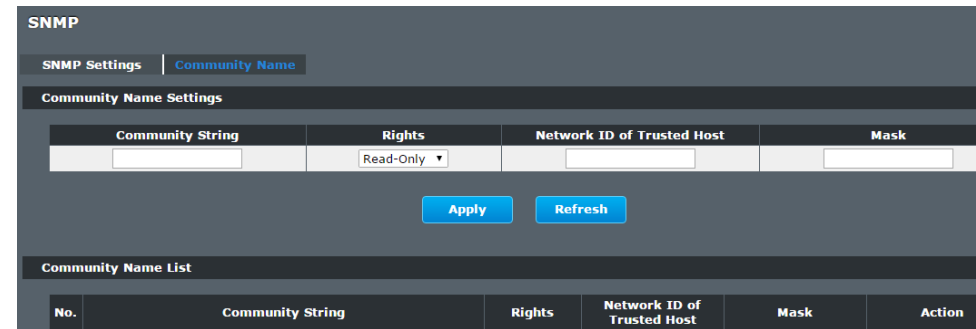 SNMP
SNMP Settings Community Name
Community Name Settings
Community String Rights Network ID of Trusted Host Mask
Read-Only
Apply Refresh
Community Name List
No. Community String Rights Network ID of Trusted Host Mask Action